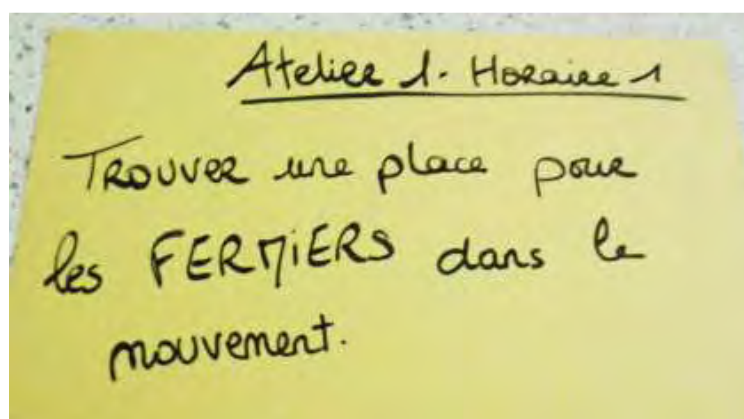 Atelier 1. Horaire 1
TROUVER une place pour
les FERMiERS dans le
mouvement.